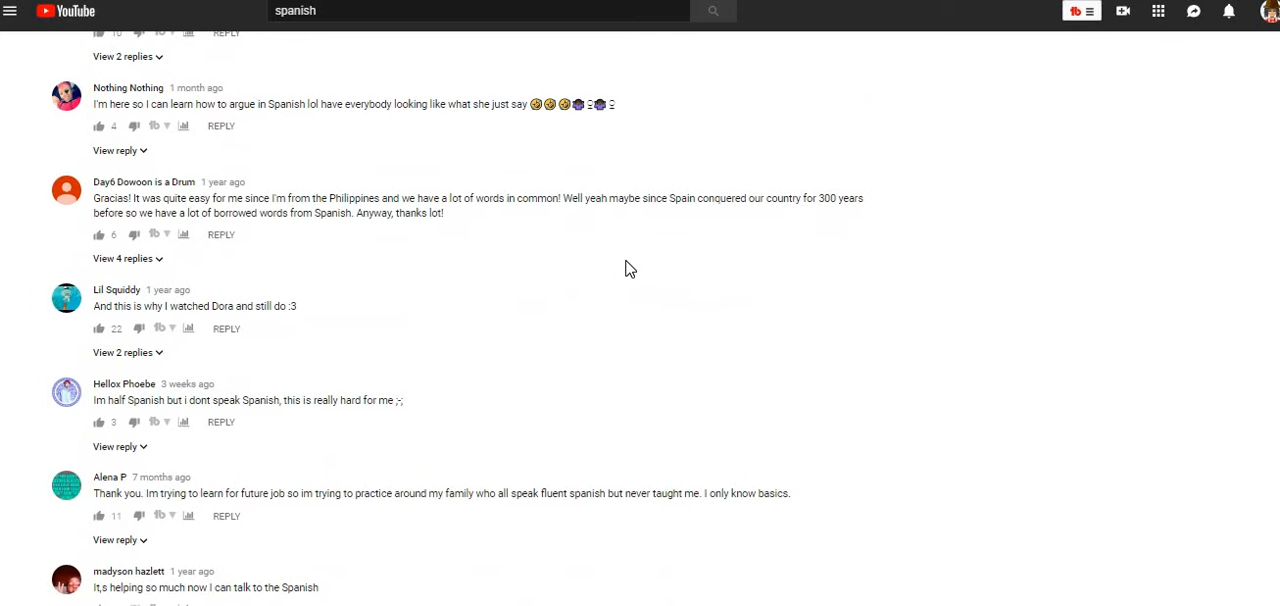 YouTube
spanish
tb
10 tb REPLY
View 2 replies
Nothing Nothing 1 month ago
I'm here so I can learn how to argue in Spanish lol have everybody looking like what she just say 🤣🤣🤣
4 tb REPLY
View reply
Day6 Dowoon is a Drum 1 year ago
Gracias! It was quite easy for me since I'm from the Philippines and we have a lot of words in common! Well yeah maybe since Spain conquered our country for 300 years
before so we have a lot of borrowed words from Spanish. Anyway, thanks lot!
6 tb REPLY
View 4 replies
Lil Squiddy 1 year ago
And this is why I watched Dora and still do :3
22 tb REPLY
View 2 replies
Hellox Phoebe 3 weeks ago
Im half Spanish but i dont speak Spanish, this is really hard for me ;-;
3 tb REPLY
View reply
Alena P 7 months ago
Thank you. Im trying to learn for future job so im trying to practice around my family who all speak fluent spanish but never taught me. I only know basics.
11 tb REPLY
View reply
madyson hazlett 1 year ago
It,s helping so much now I can talk to the Spanish